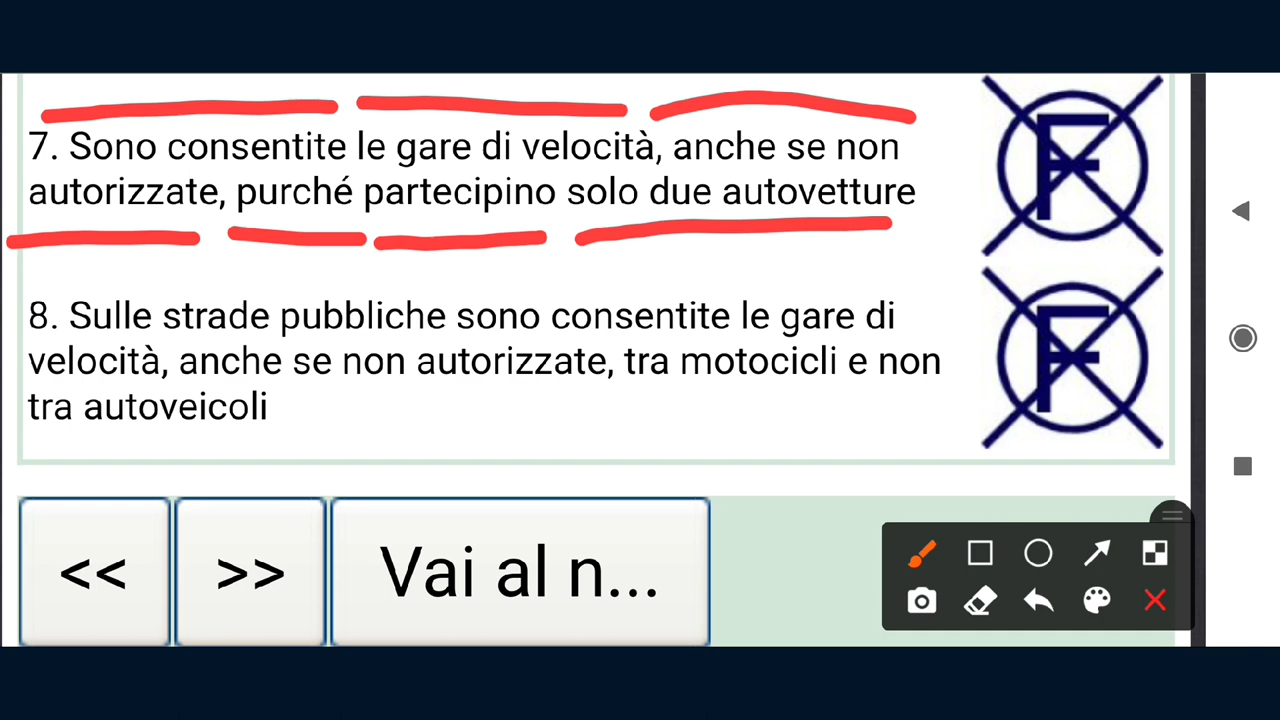 7. Sono consentite le gare di velocità, anche se non
autorizzate, purché partecipino solo due autovetture
F
8. Sulle strade pubbliche sono consentite le gare di
velocità, anche se non autorizzate, tra motocicli e non
tra autoveicoli
F
<< >> Vai al n...